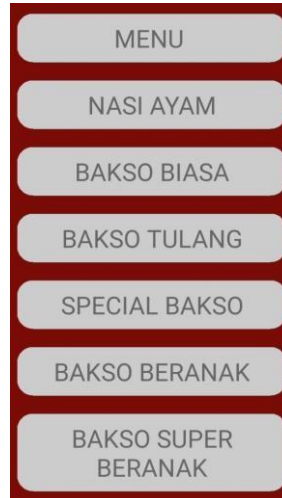 MENU
NASI AYAM
BAKSO BIASA
BAKSO TULANG
SPECIAL BAKSO
BAKSO BERANAK
BAKSO SUPER
BERANAK